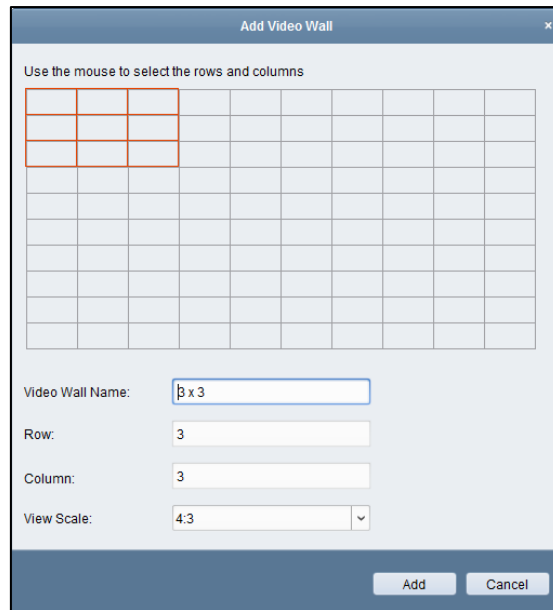 Add Video Wall ×
Use the mouse to select the rows and columns
Video Wall Name: 3 x 3
Row: 3
Column: 3
View Scale: 4:3
Add Cancel